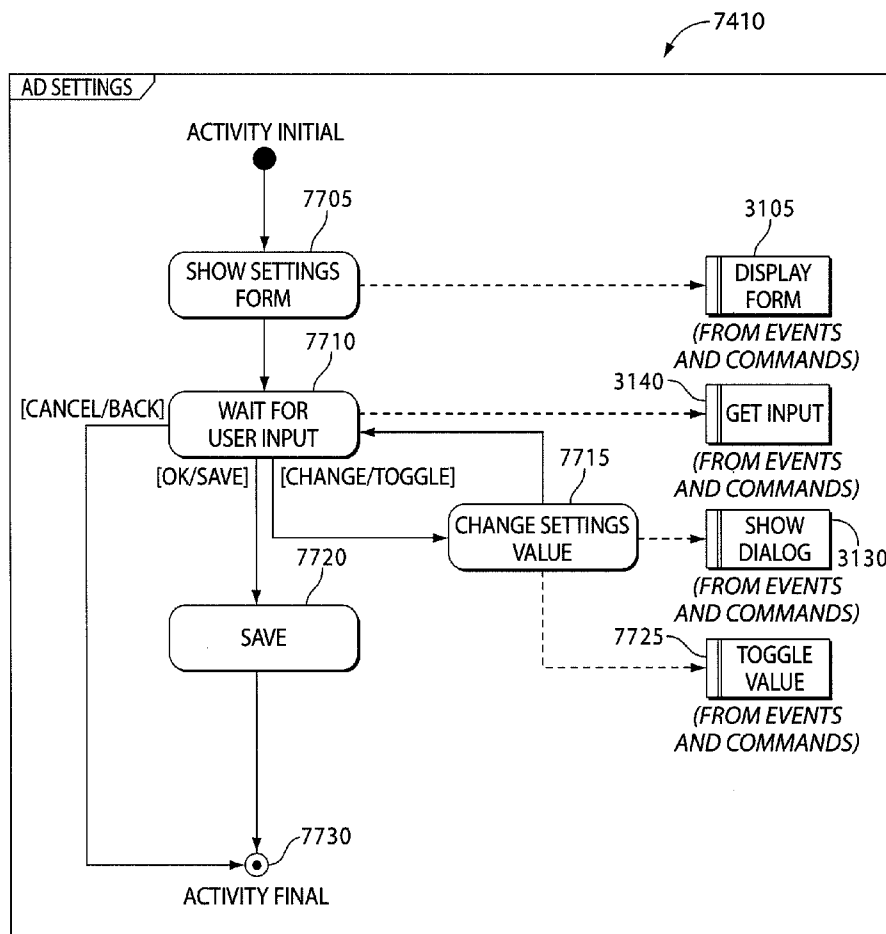 7410
AD SETTINGS
ACTIVITY INITIAL
7705
SHOW SETTINGS
FORM
3105
DISPLAY
FORM
(FROM EVENTS
AND COMMANDS)
7710
[CANCEL/BACK]
WAIT FOR
USER INPUT
3140
GET INPUT
(FROM EVENTS
AND COMMANDS)
[OK/SAVE]
[CHANGE/TOGGLE]
7715
CHANGE SETTINGS
VALUE
SHOW
DIALOG
3130
(FROM EVENTS
AND COMMANDS)
7720
SAVE
7725
TOGGLE
VALUE
(FROM EVENTS
AND COMMANDS)
7730
ACTIVITY FINAL